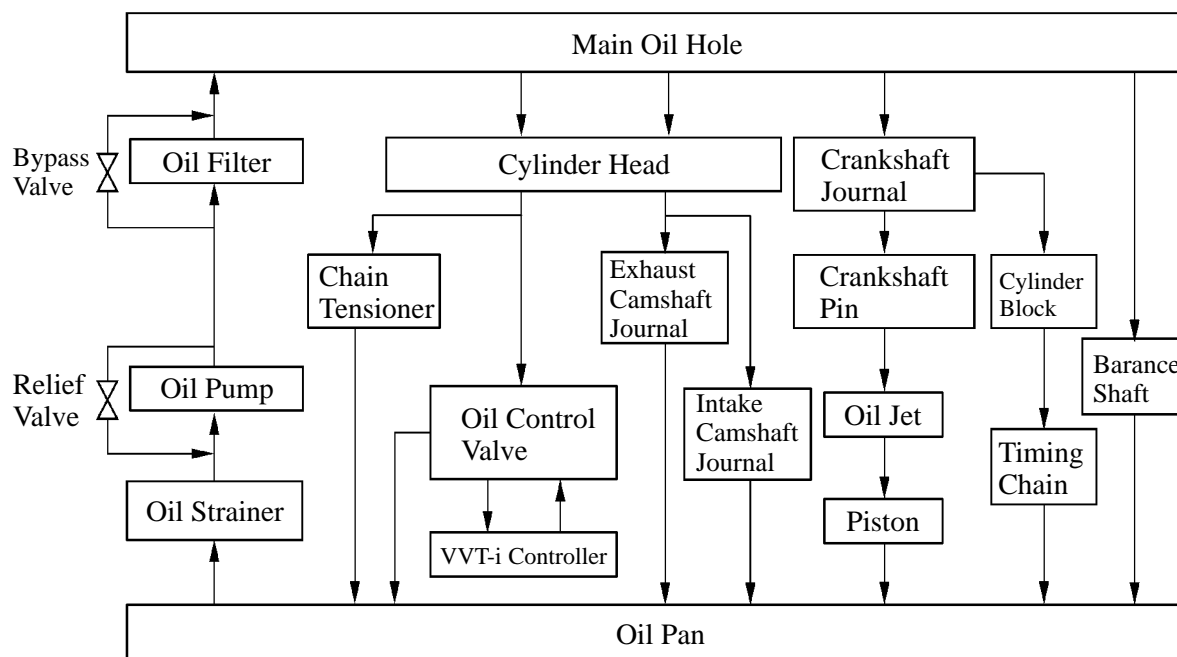 Main Oil Hole
Bypass
Valve
Oil Filter
Cylinder Head
Crankshaft
Journal
Chain
Tensioner
Exhaust
Camshaft
Journal
Crankshaft
Pin
Cylinder
Block
Relief
Valve
Oil Pump
Oil Control
Valve
Intake
Camshaft
Journal
Oil Jet
Barance
Shaft
Timing
Chain
Oil Strainer
VVT-i Controller
Piston
Oil Pan